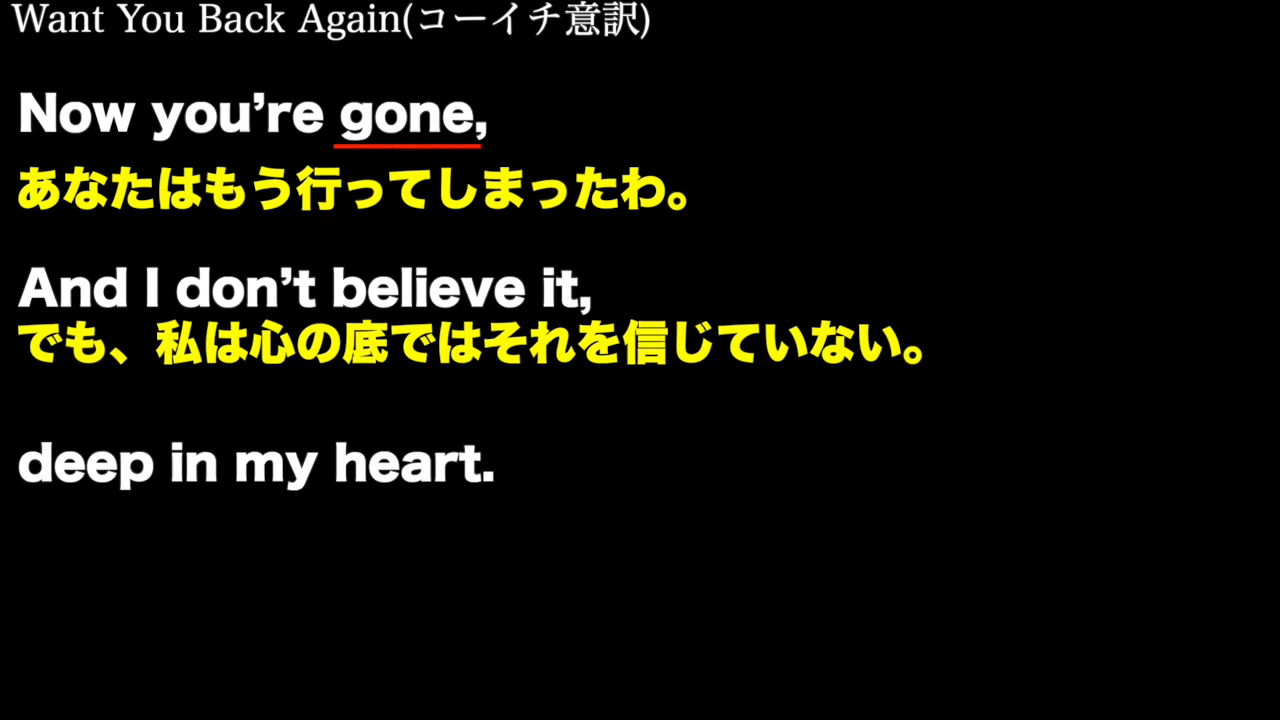 Want You Back Again(コーイチ意訳)
Now you’re gone,
あなたはもう行ってしまったわ。
And I don’t believe it,
でも、私は心の底ではそれを信じていない。
deep in my heart.